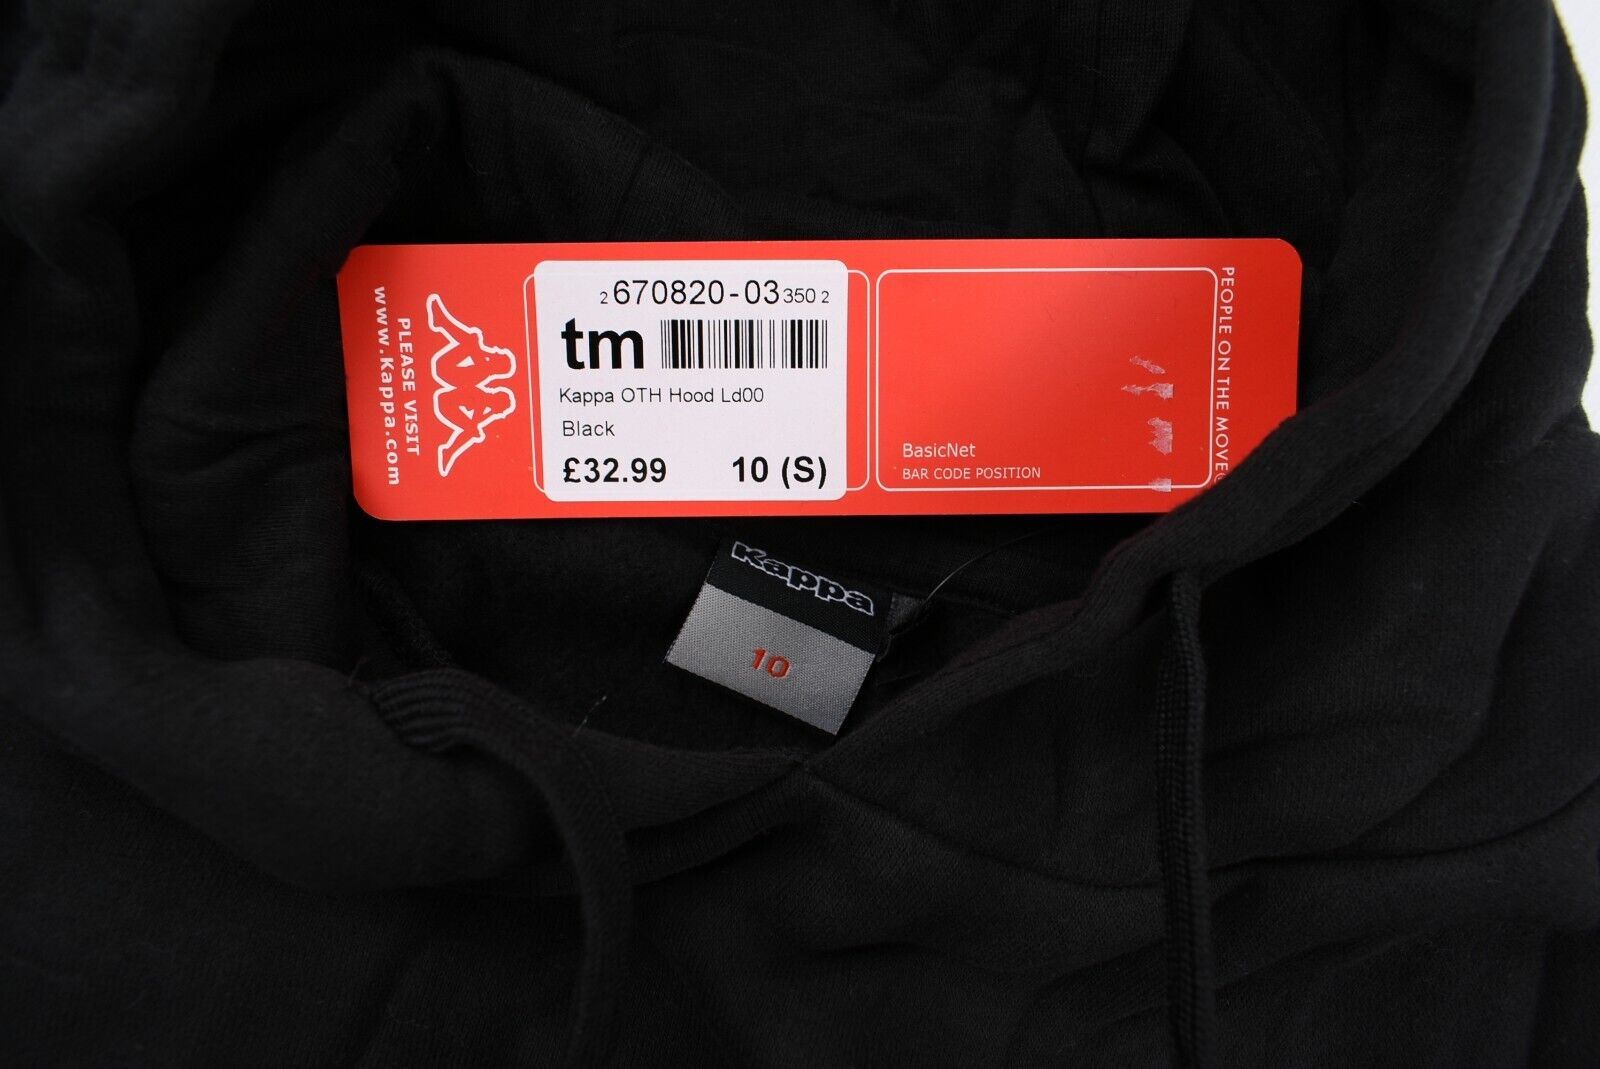 PLEASE VISIT
www.Kappa.com
2 670820-03 350 2
tm
Kappa OTH Hood Ld00
Black
£32.99 10 (S)
BasicNet
BAR CODE POSITION
PEOPLE ON THE MOVE®
Kappa
10